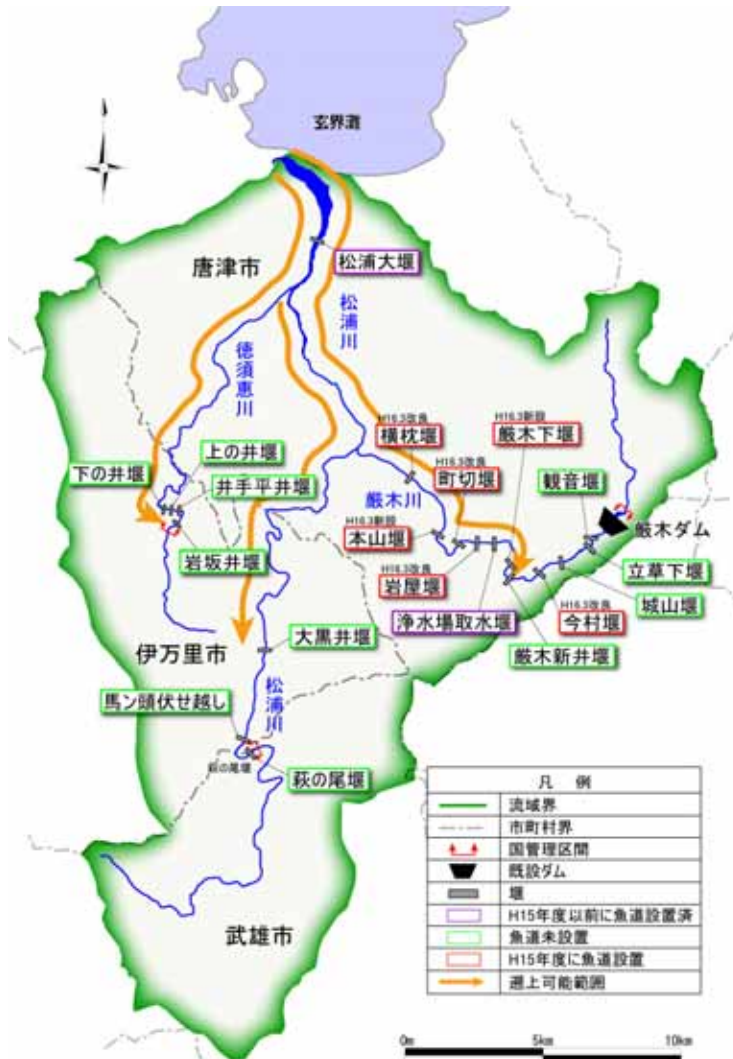 玄界灘
唐津市
松浦大堰
松浦川
徳須恵川
H16.3改良
横枕堰
H16.3新設
厳木下堰
H16.3改良
町切堰
上の井堰
下の井堰
井手平井堰
観音堰
厳木川
厳木ダム
H16.3新設
本山堰
岩坂井堰
H16.3改良
岩屋堰
立草下堰
浄水場取水堰
H16.3改良
今村堰
城山堰
大黒井堰
伊万里市
厳木新井堰
馬ン頭伏せ越し
松浦川
萩の尾堰
萩の尾堰
武雄市
凡 例
流域界
市町村界
国管理区間
既設ダム
堰
H15年度以前に魚道設置済
魚道未設置
H15年度に魚道設置
遡上可能範囲
0m 5km 10km